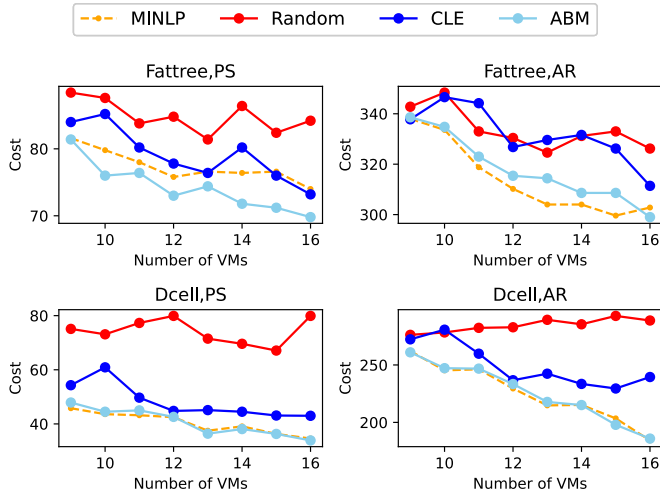 MINLP Random CLE ABM
Fattree,PS
Cost
80
70
10 12 14 16
Number of VMs
Fattree,AR
Cost
340
320
300
10 12 14 16
Number of VMs
Dcell,PS
Cost
80
60
40
10 12 14 16
Number of VMs
Dcell,AR
Cost
250
200
10 12 14 16
Number of VMs